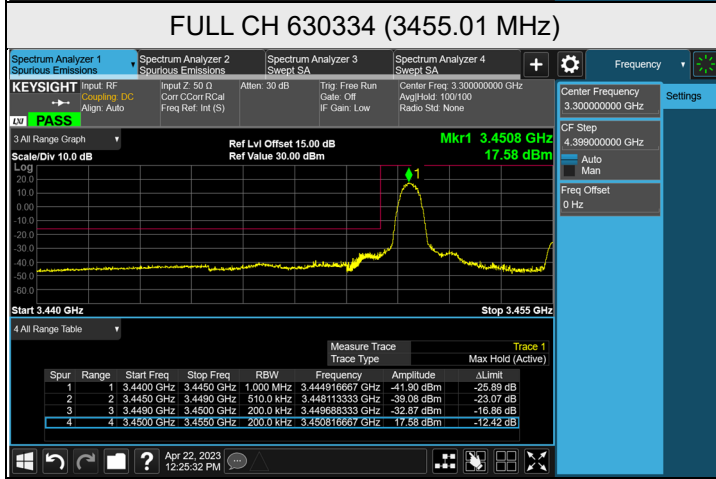 FULL CH 630334 (3455.01 MHz)
Spectrum Analyzer 1
Spurious Emissions
Spectrum Analyzer 2
Spurious Emissions
Spectrum Analyzer 3
Swept SA
Spectrum Analyzer 4
Swept SA
+
Frequency
KEYSIGHT
Input: RF
Coupling: DC
Align: Auto
Input Z: 50 Ω
Corr CCorr RCal
Freq Ref: Int (S)
Atten: 30 dB
Trig: Free Run
Gate: Off
IF Gain: Low
Center Freq: 3.300000000 GHz
Avg|Hold: 100/100
Radio Std: None
LXI PASS
Center Frequency
3.300000000 GHz
Settings
CF Step
4.399000000 GHz
Auto
Man
Freq Offset
0 Hz
3 All Range Graph
Scale/Div 10.0 dB
Ref Lvl Offset 15.00 dB
Ref Value 30.00 dBm
Mkr1 3.4508 GHz
17.58 dBm
Log
20.0
10.0
0.00
-10.0
-20.0
-30.0
-40.0
-50.0
-60.0
1
Start 3.440 GHz
Stop 3.455 GHz
4 All Range Table
Measure Trace Trace 1
Trace Type Max Hold (Active)
Spur Range Start Freq Stop Freq RBW Frequency Amplitude ΔLimit
1 1 3.4400 GHz 3.4450 GHz 1.000 MHz 3.444916667 GHz -41.90 dBm -25.89 dB
2 2 3.4450 GHz 3.4490 GHz 510.0 kHz 3.448113333 GHz -39.08 dBm -23.07 dB
3 3 3.4490 GHz 3.4500 GHz 200.0 kHz 3.449688333 GHz -32.87 dBm -16.86 dB
4 4 3.4500 GHz 3.4550 GHz 200.0 kHz 3.450816667 GHz 17.58 dBm -12.42 dB
?
Apr 22, 2023
12:25:32 PM